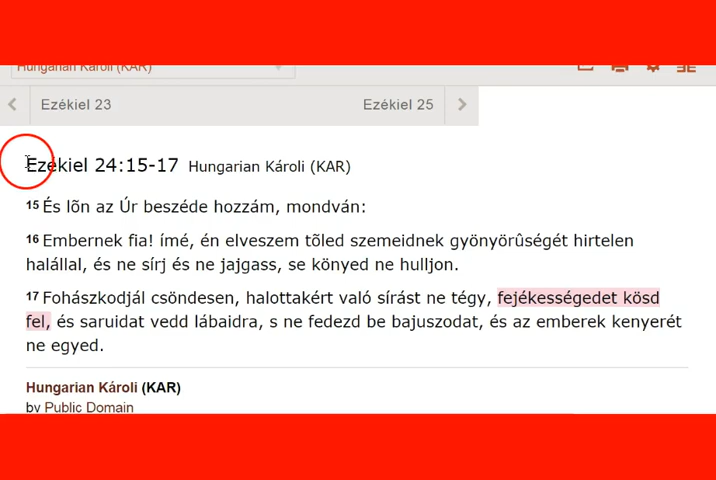 Hungarian Károli (KAR)
Ezékiel 23 Ezékiel 25
Ezékiel 24:15-17 Hungarian Károli (KAR)
15 És lõn az Úr beszéde hozzám, mondván:
16 Embernek fia! ímé, én elveszem tõled szemeidnek gyönyörûségét hirtelen
halállal, és ne sírj és ne jajgass, se könyed ne hulljon.
17 Fohászkodjál csöndesen, halottakért való sírást ne tégy, fejékességedet kösd
fel, és saruidat vedd lábaidra, s ne fedezd be bajuszodat, és az emberek kenyerét
ne egyed.
Hungarian Károli (KAR)
by Public Domain